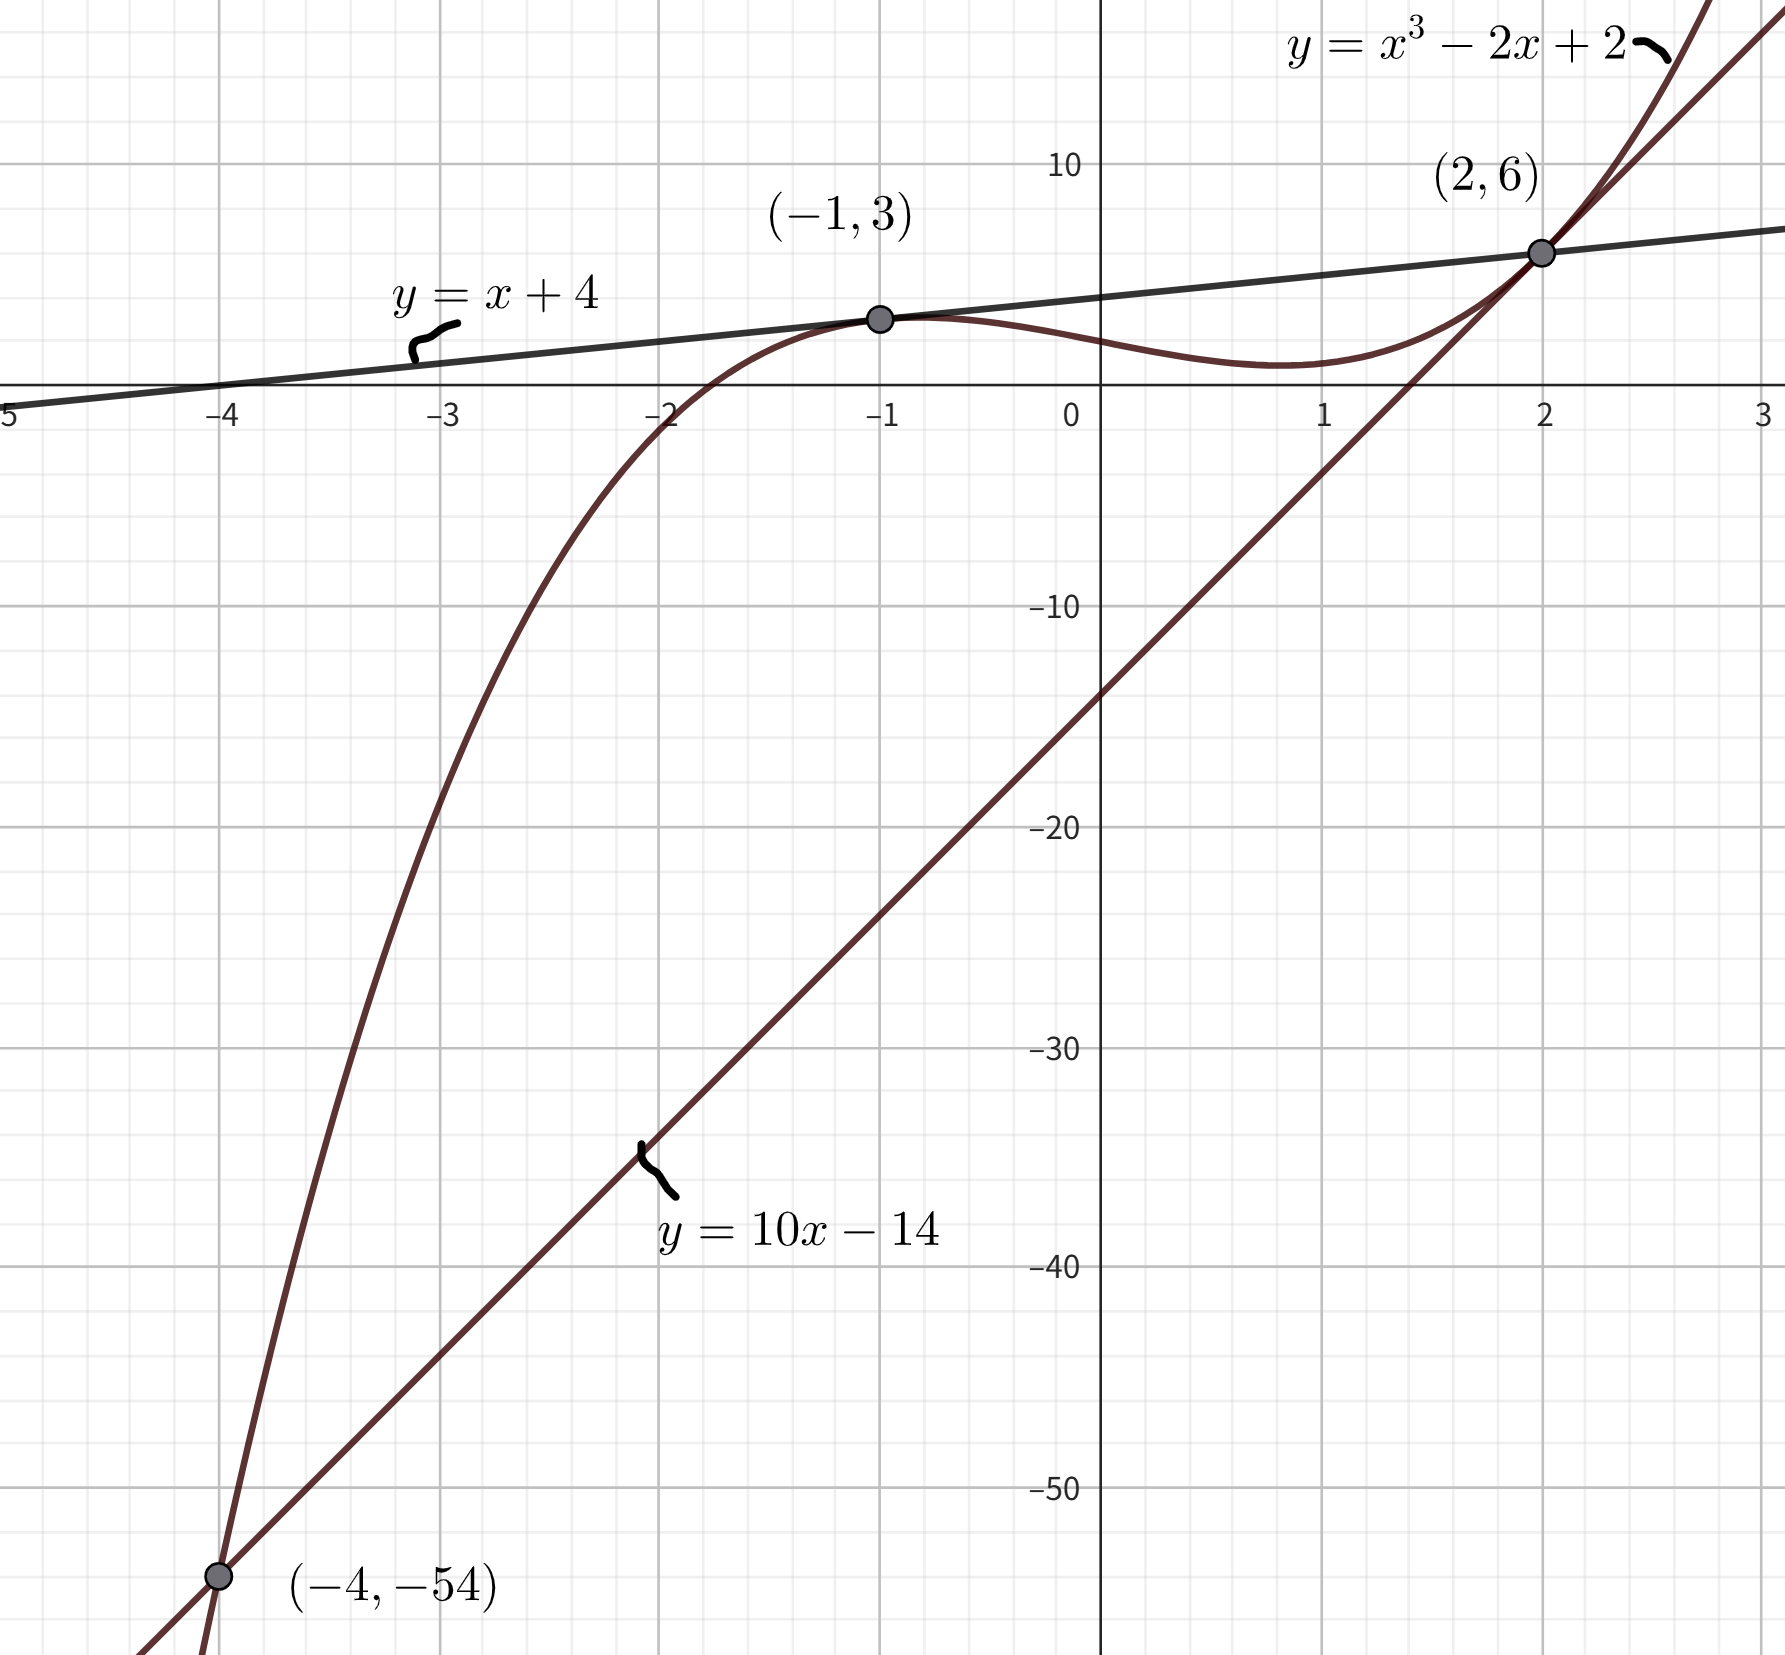 y = x³ − 2x + 2
10
(2, 6)
(−1, 3)
y = x + 4
5 –4 –3 –2 –1 0 1 2 3
–10
–20
–30
y = 10x − 14
–40
–50
(−4, −54)